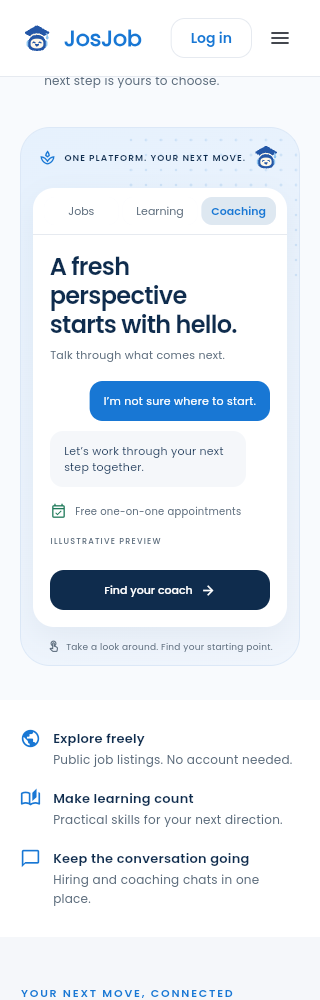 JosJob
Log in
next step is yours to choose.
ONE PLATFORM. YOUR NEXT MOVE.
Jobs
Learning
Coaching
A fresh
perspective
starts with hello.
Talk through what comes next.
I'm not sure where to start.
Let's work through your next
step together.
Free one-on-one appointments
ILLUSTRATIVE PREVIEW
Find your coach
Take a look around. Find your starting point.
Explore freely
Public job listings. No account needed.
Make learning count
Practical skills for your next direction.
Keep the conversation going
Hiring and coaching chats in one
place.
YOUR NEXT MOVE, CONNECTED